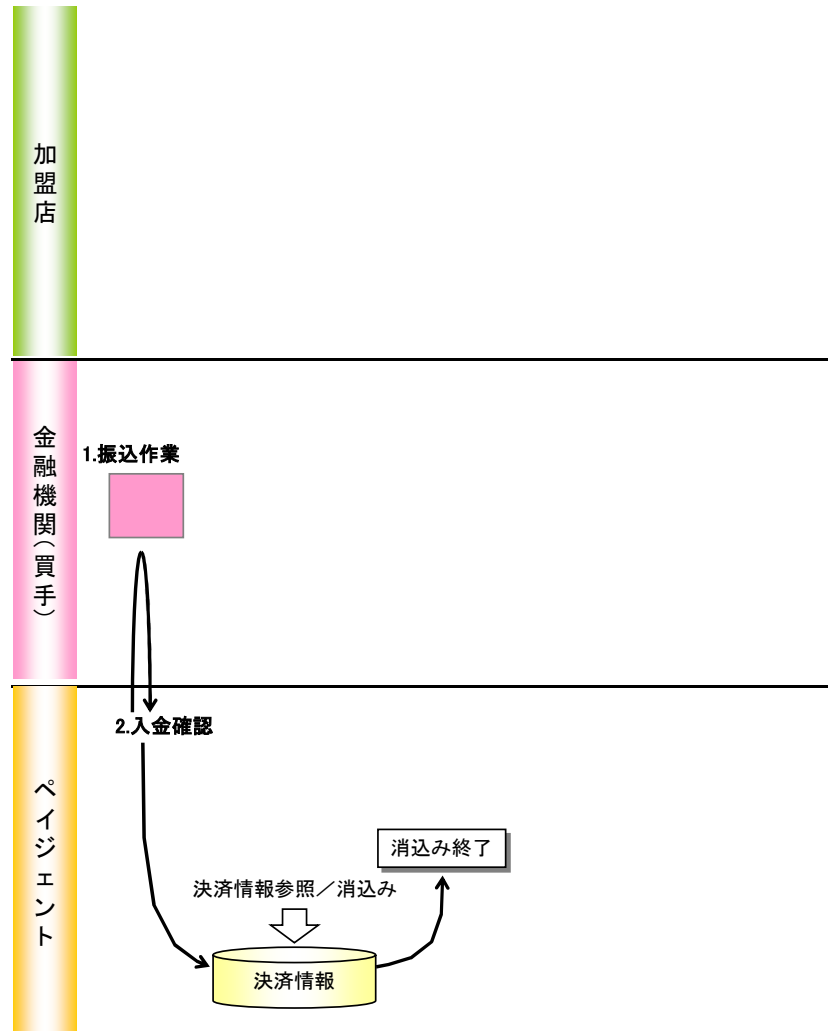 加盟店
金融機関（買手）
1.振込作業
2.入金確認
ペイジェント
消込み終了
決済情報参照／消込み
決済情報